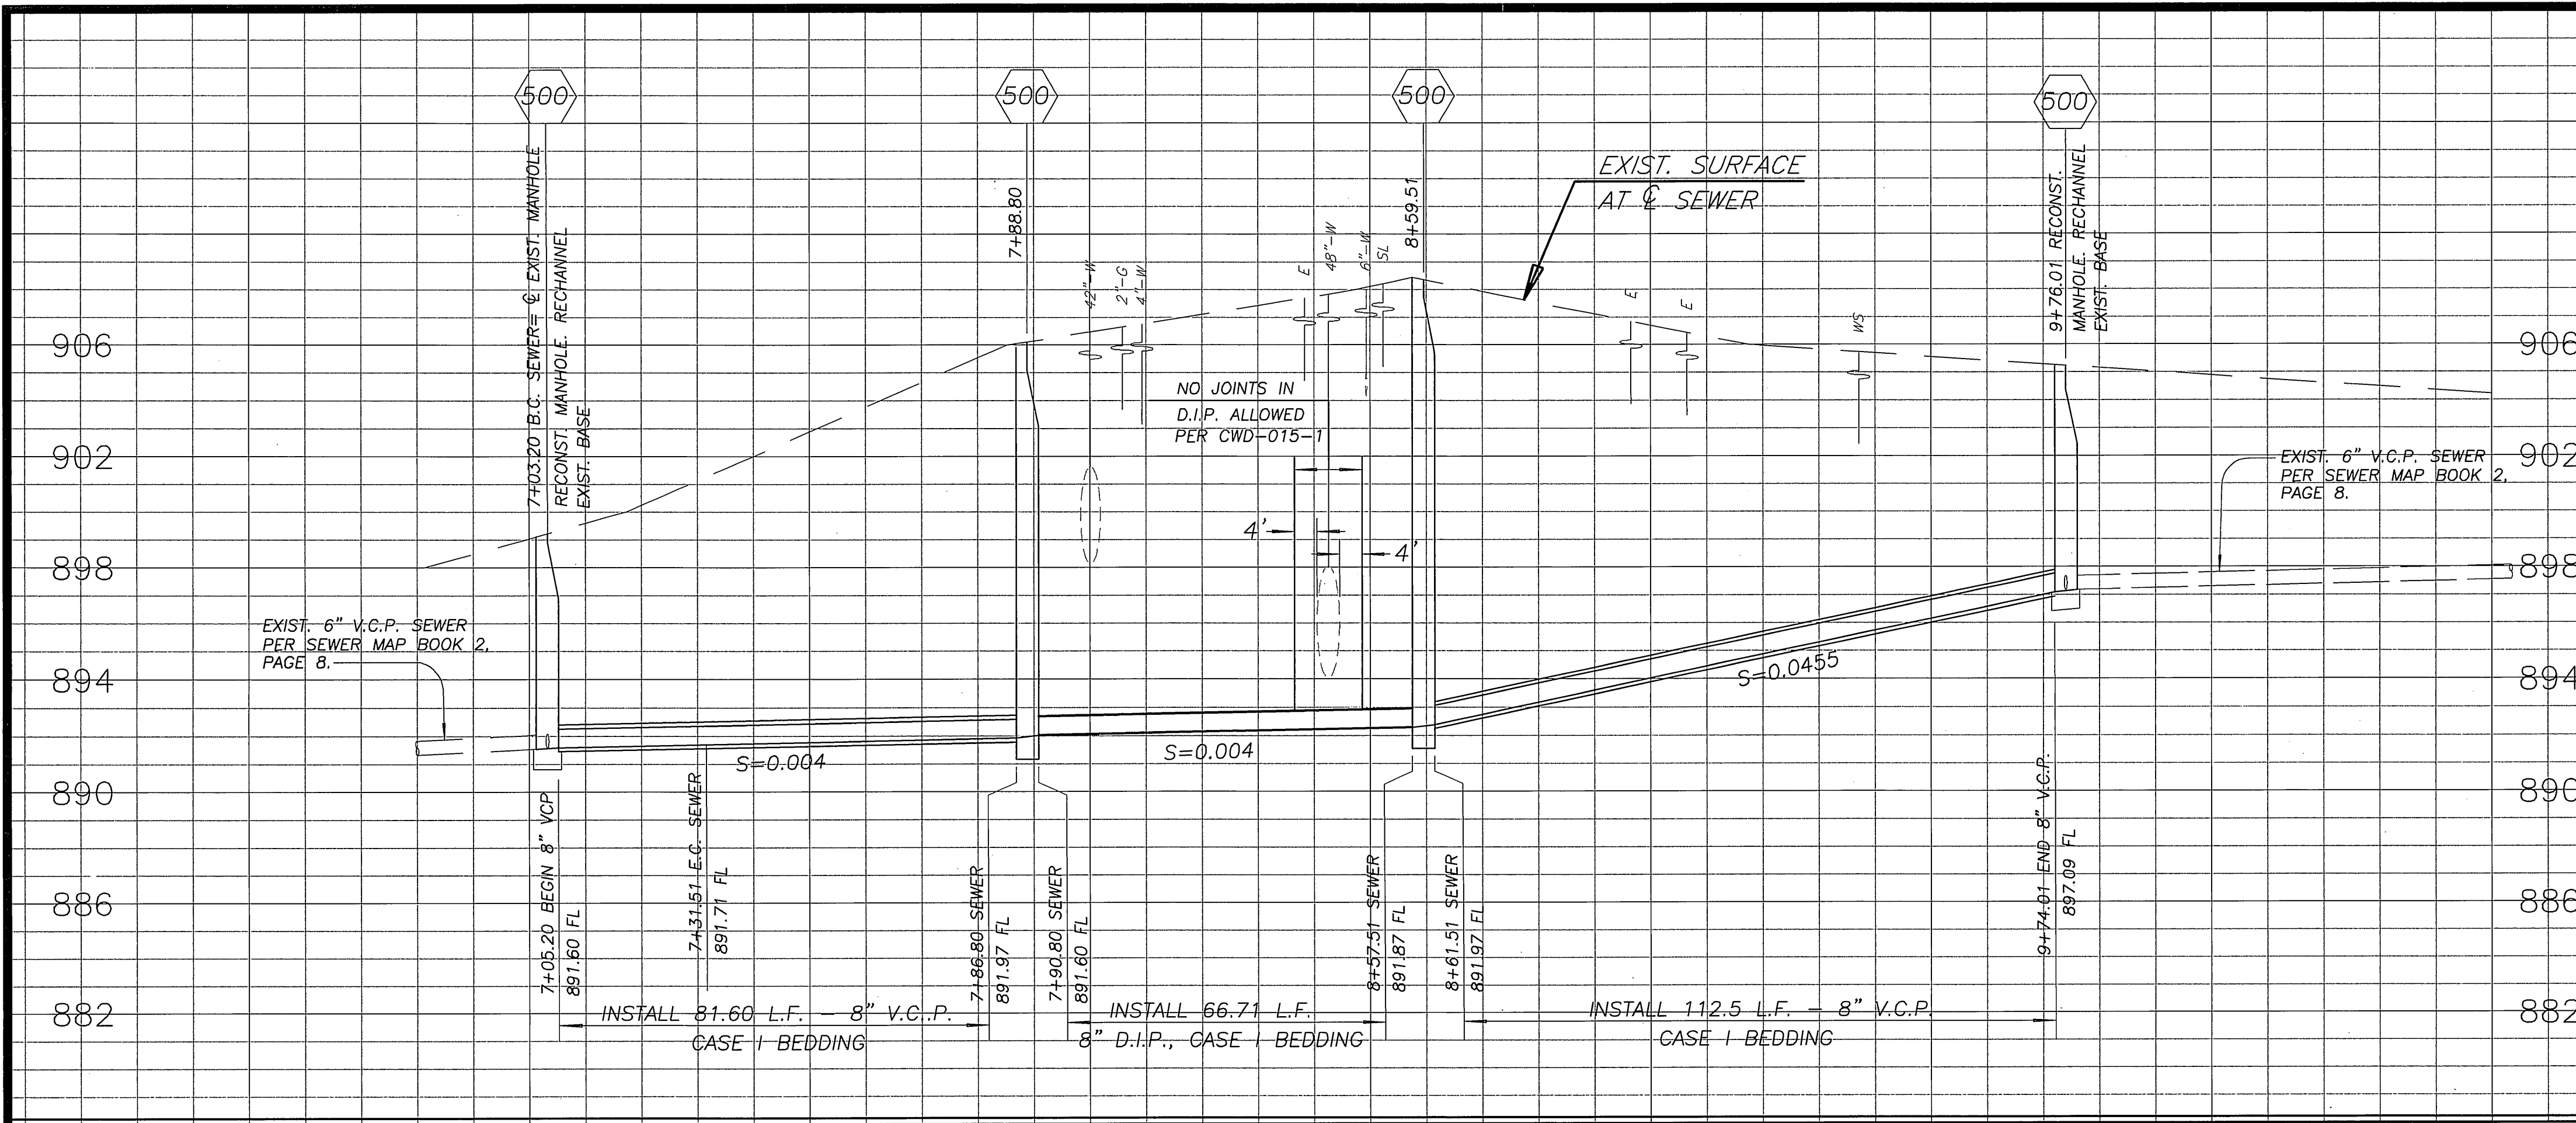 500
500
500
500
7+03.20 B.C. SEWER= ℄ EXIST. MANHOLE
RECONST. MANHOLE. RECHANNEL
EXIST. BASE
7+88.80
42"-W
2"-G
4"-W
E
48"-W
6"-W
SL
8+59.51
EXIST. SURFACE
AT ℄ SEWER
E
E
WS
9+76.01 RECONST.
MANHOLE. RECHANNEL
EXIST. BASE
906
906
902
902
898
898
894
894
890
890
886
886
882
882
NO JOINTS IN
D.I.P. ALLOWED
PER CWD-015-1
4'
4'
EXIST. 6" V.C.P. SEWER
PER SEWER MAP BOOK 2,
PAGE 8.
EXIST. 6" V.C.P. SEWER
PER SEWER MAP BOOK 2,
PAGE 8.
S=0.004
S=0.004
S=0.0455
7+05.20 BEGIN 8" VCP
891.60 FL
7+31.51 E.C. SEWER
891.71 FL
7+86.80 SEWER
891.97 FL
7+90.80 SEWER
891.60 FL
8+57.51 SEWER
891.87 FL
8+61.51 SEWER
891.97 FL
9+74.01 END 8" V.C.P.
897.09 FL
INSTALL 81.60 L.F. - 8" V.C.P.
CASE I BEDDING
INSTALL 66.71 L.F.
8" D.I.P., CASE I BEDDING
INSTALL 112.5 L.F. - 8" V.C.P.
CASE I BEDDING